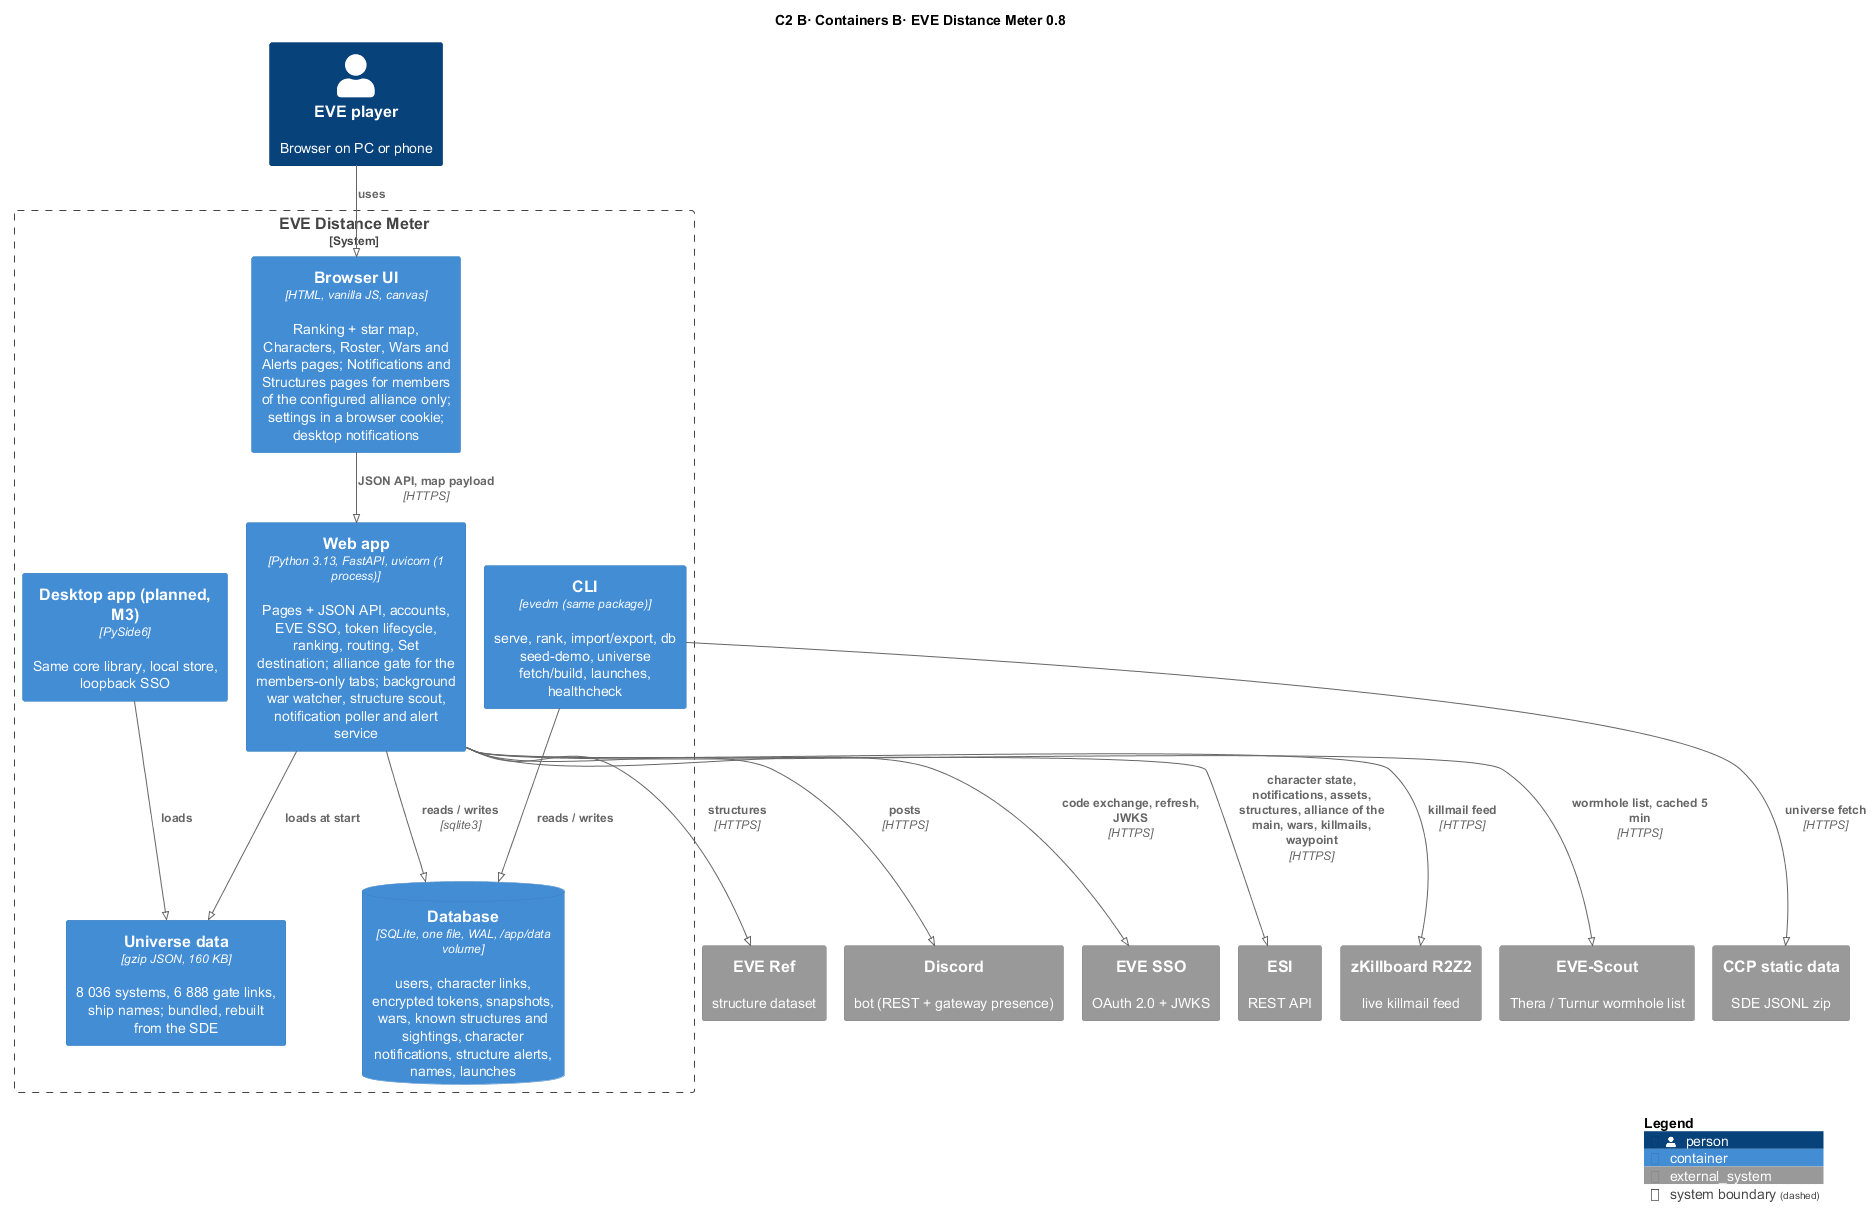 C2 В· Containers В· EVE Distance Meter 0.8
EVE player
Browser on PC or phone
uses
EVE Distance Meter
[System]
Browser UI
[HTML, vanilla JS, canvas]
Ranking + star map,
Characters, Roster, Wars and
Alerts pages; Notifications and
Structures pages for members
of the configured alliance only;
settings in a browser cookie;
desktop notifications
JSON API, map payload
[HTTPS]
Web app
[Python 3.13, FastAPI, uvicorn (1
process)]
Pages + JSON API, accounts,
EVE SSO, token lifecycle,
ranking, routing, Set
destination; alliance gate for the
members-only tabs; background
war watcher, structure scout,
notification poller and alert
service
Desktop app (planned,
M3)
[PySide6]
Same core library, local store,
loopback SSO
CLI
[evedm (same package)]
serve, rank, import/export, db
seed-demo, universe
fetch/build, launches,
healthcheck
loads
loads at start
reads / writes
[sqlite3]
reads / writes
structures
[HTTPS]
posts
[HTTPS]
code exchange, refresh,
JWKS
[HTTPS]
character state,
notifications, assets,
structures, alliance of the
main, wars, killmails,
waypoint
[HTTPS]
killmail feed
[HTTPS]
wormhole list, cached 5
min
[HTTPS]
universe fetch
[HTTPS]
Universe data
[gzip JSON, 160 KB]
8 036 systems, 6 888 gate links,
ship names; bundled, rebuilt
from the SDE
Database
[SQLite, one file, WAL, /app/data
volume]
users, character links,
encrypted tokens, snapshots,
wars, known structures and
sightings, character
notifications, structure alerts,
names, launches
EVE Ref
structure dataset
Discord
bot (REST + gateway presence)
EVE SSO
OAuth 2.0 + JWKS
ESI
REST API
zKillboard R2Z2
live killmail feed
EVE-Scout
Thera / Turnur wormhole list
CCP static data
SDE JSONL zip
Legend
person
container
external_system
system boundary (dashed)